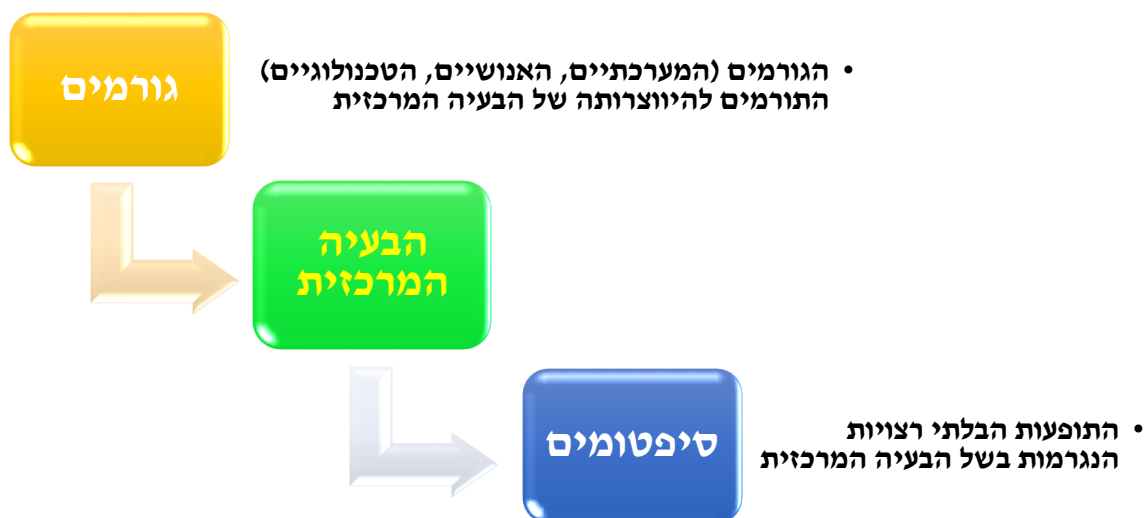 גורמים
• הגורמים (המערכתיים, האנושיים, הטכנולוגיים)
התורמים להיווצרותה של הבעיה המרכזית
הבעיה
המרכזית
סיפטומים
• התופעות הבלתי רצויות
הנגרמות בשל הבעיה המרכזית